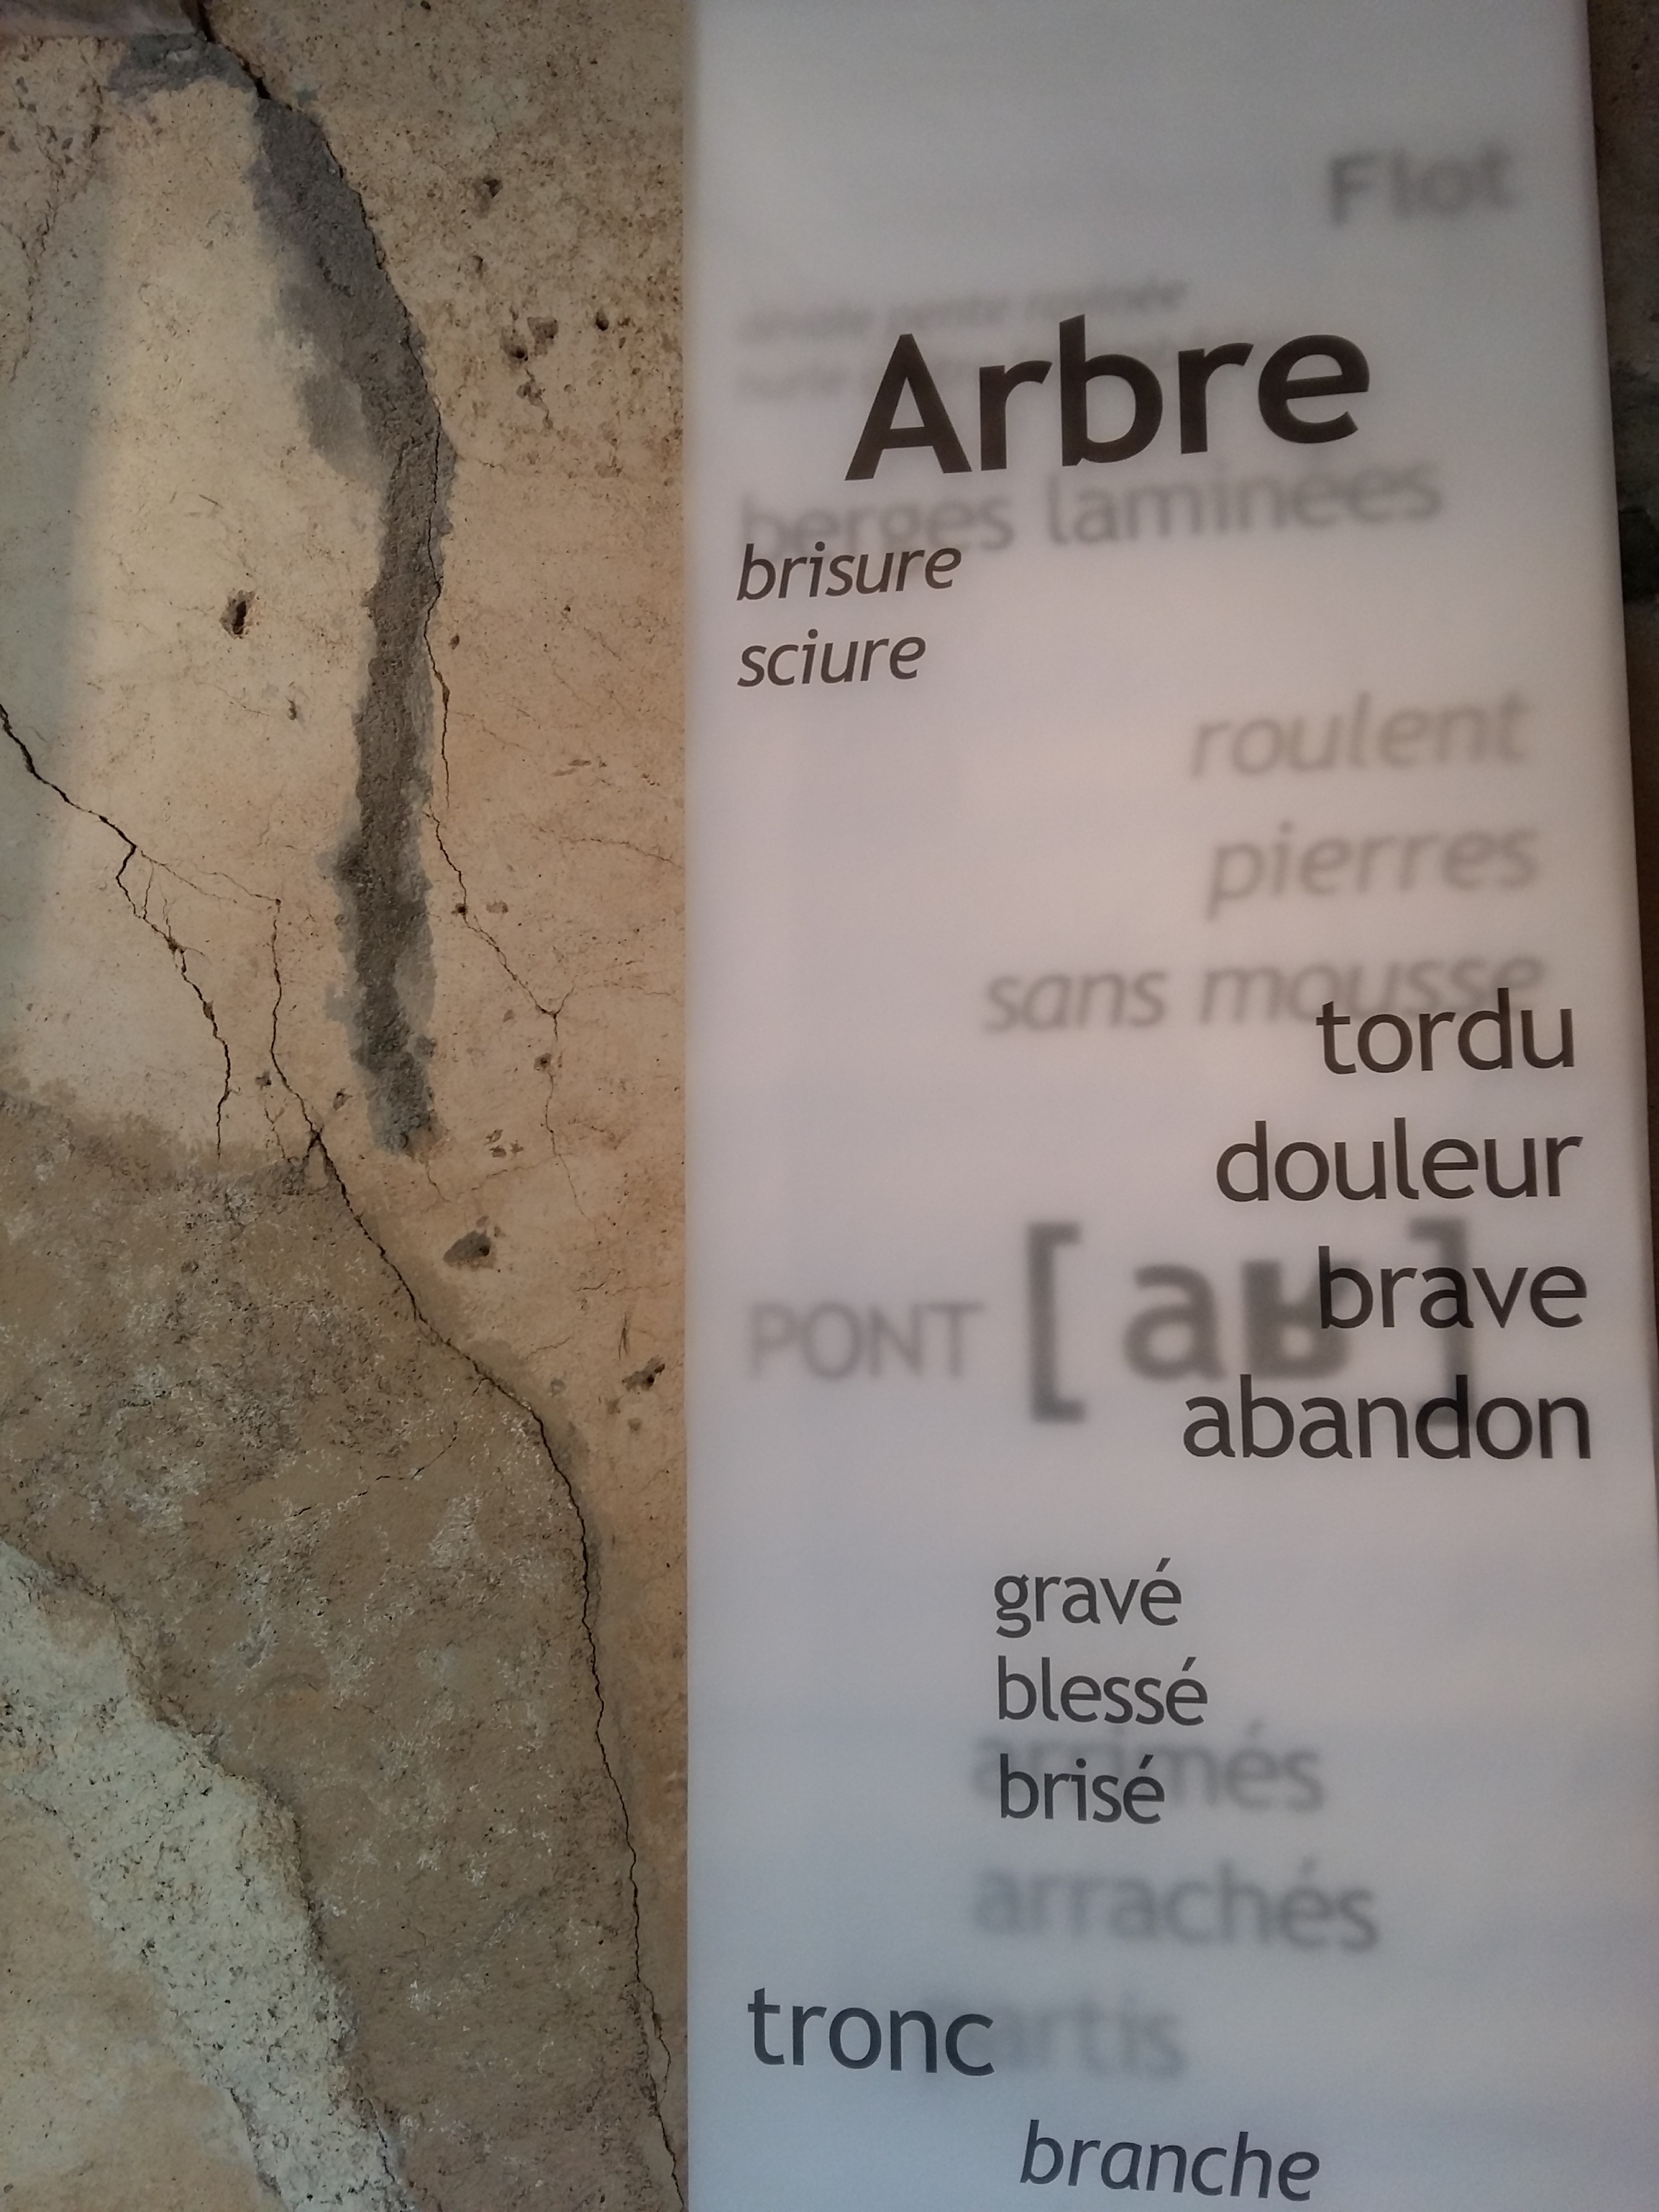 Flot
Arbre
berges laminées
brisure
sciure
roulent
pierres
sans mousse
tordu
douleur
brave
PONT [ aʁ ]
abandon
gravé
blessé
arrimés
brisé
arrachés
tronc
branche